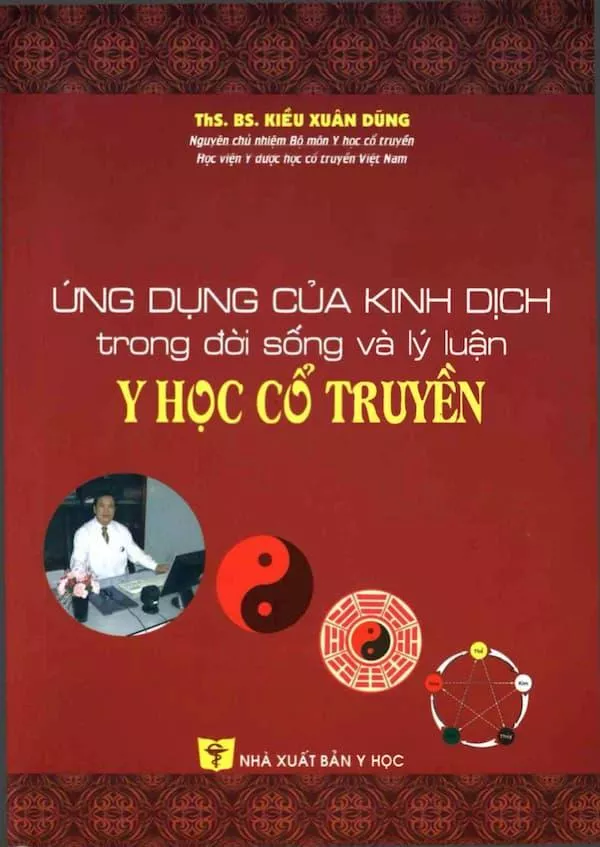 ThS. BS. KIỀU XUÂN DŨNG
Nguyên chủ nhiệm Bộ môn Y học cổ truyền
Học viện Y dược học cổ truyền Việt Nam
ỨNG DỤNG CỦA KINH DỊCH
trong đời sống và lý luận
Y HỌC CỔ TRUYỀN
Thổ
Kim
NHÀ XUẤT BẢN Y HỌC